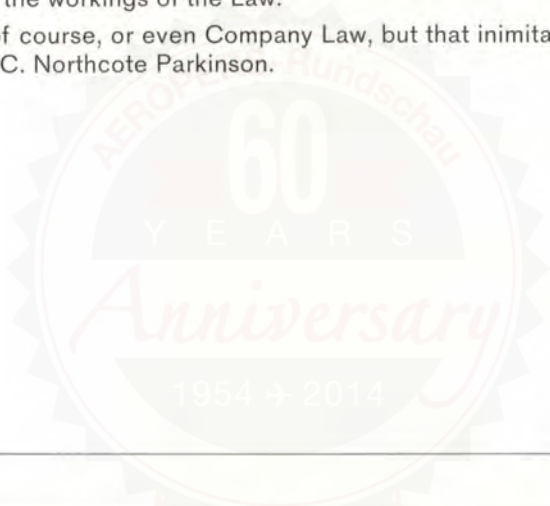 the workings of the Law.
f course, or even Company Law, but that inimita
C. Northcote Parkinson.
AEROPERS Rundschau
60
YEARS
Anniversary
1954 ✈ 2014